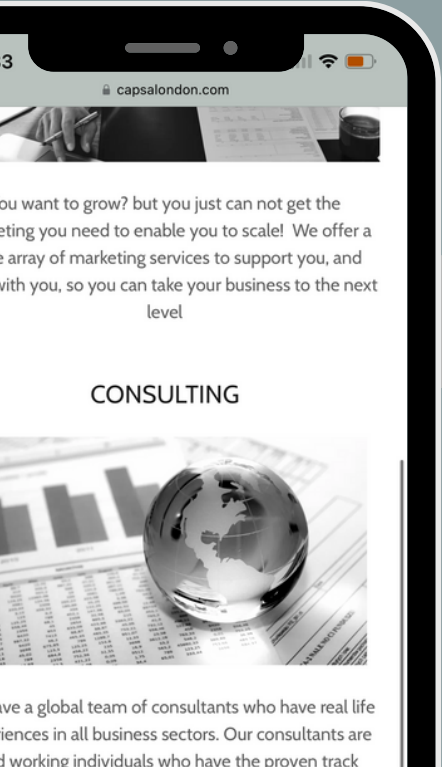 33
capsalondon.com
ou want to grow? but you just can not get the
eting you need to enable you to scale! We offer a
e array of marketing services to support you, and
with you, so you can take your business to the next
level
CONSULTING
ave a global team of consultants who have real life
riences in all business sectors. Our consultants are
d working individuals who have the proven track